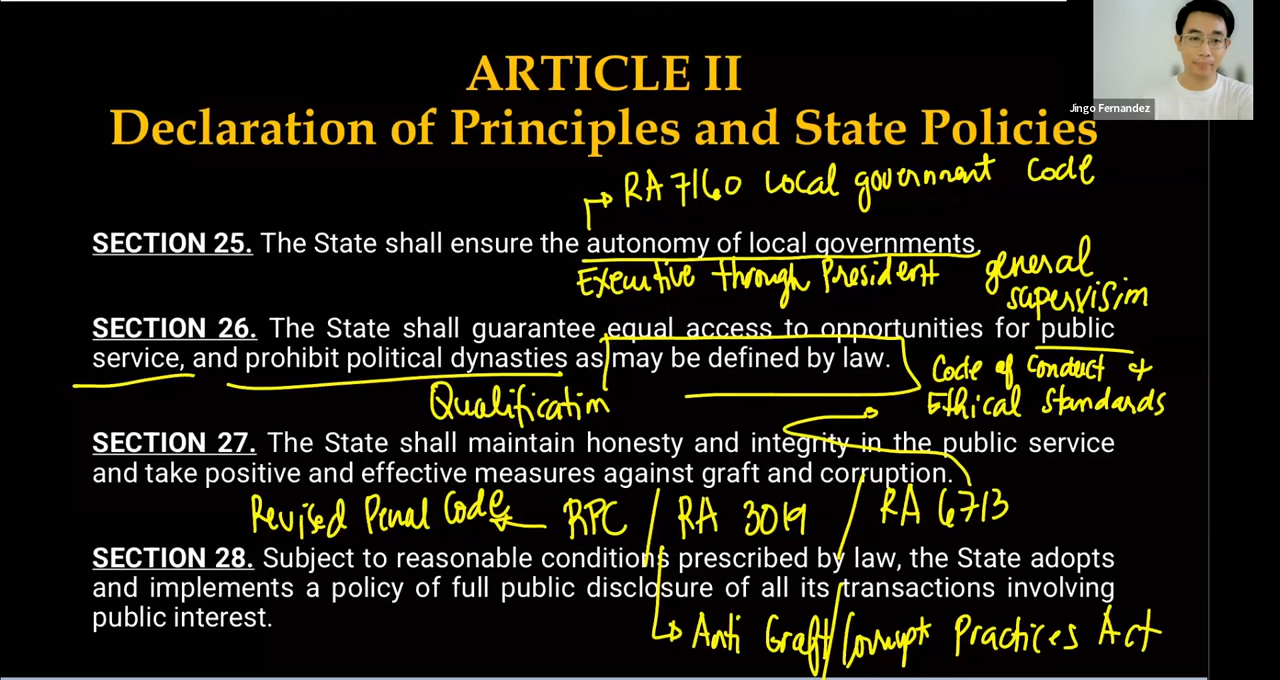 Jingo Fernandez
ARTICLE II
Declaration of Principles and State Policies
RA 7160 Local government Code
SECTION 25. The State shall ensure the autonomy of local governments.
Executive through President
general
supervision
SECTION 26. The State shall guarantee equal access to opportunities for public
service, and prohibit political dynasties as may be defined by law.
Code of Conduct &
Ethical Standards
Qualification
SECTION 27. The State shall maintain honesty and integrity in the public service
and take positive and effective measures against graft and corruption.
Revised Penal Code RPC / RA 3019 / RA 6713
SECTION 28. Subject to reasonable conditions prescribed by law, the State adopts
and implements a policy of full public disclosure of all its transactions involving
public interest.
Anti Graft Corrupt Practices Act